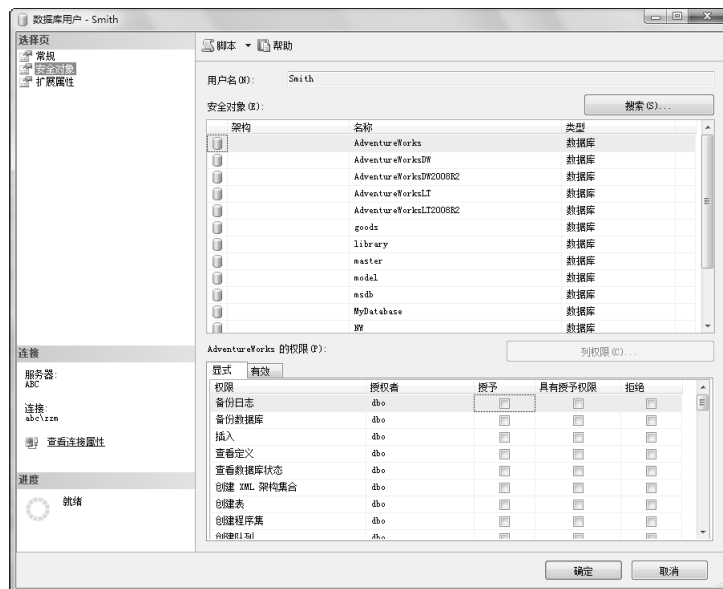 数据库用户 - Smith
选择页
常规
安全对象
扩展属性
脚本 帮助
用户名(N): Smith
安全对象(E): 搜索(S)...
架构 名称 类型
AdventureWorks 数据库
AdventureWorksDW 数据库
AdventureWorksDW2008R2 数据库
AdventureWorksLT 数据库
AdventureWorksLT2008R2 数据库
goods 数据库
library 数据库
master 数据库
model 数据库
msdb 数据库
MyDatabase 数据库
NW 数据库
AdventureWorks 的权限(P): 列权限(C)...
显式 有效
权限 授权者 授予 具有授予权限 拒绝
备份日志 dbo
备份数据库 dbo
插入 dbo
查看定义 dbo
查看数据库状态 dbo
创建 XML 架构集合 dbo
创建表 dbo
创建程序集 dbo
创建队列 dbo
连接
服务器:
ABC
连接:
abc\zzm
查看连接属性
进度
就绪
确定 取消